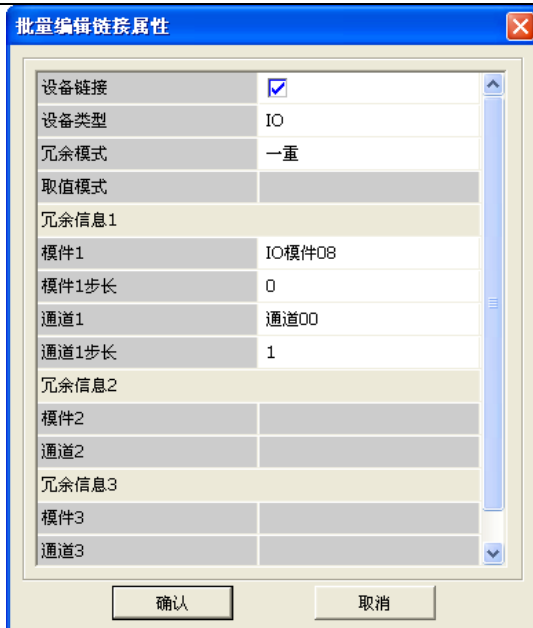 批量编辑链接属性
设备链接
设备类型 IO
冗余模式 一重
取值模式
冗余信息1
模件1 IO模件08
模件1步长 0
通道1 通道00
通道1步长 1
冗余信息2
模件2
通道2
冗余信息3
模件3
通道3
确认 取消